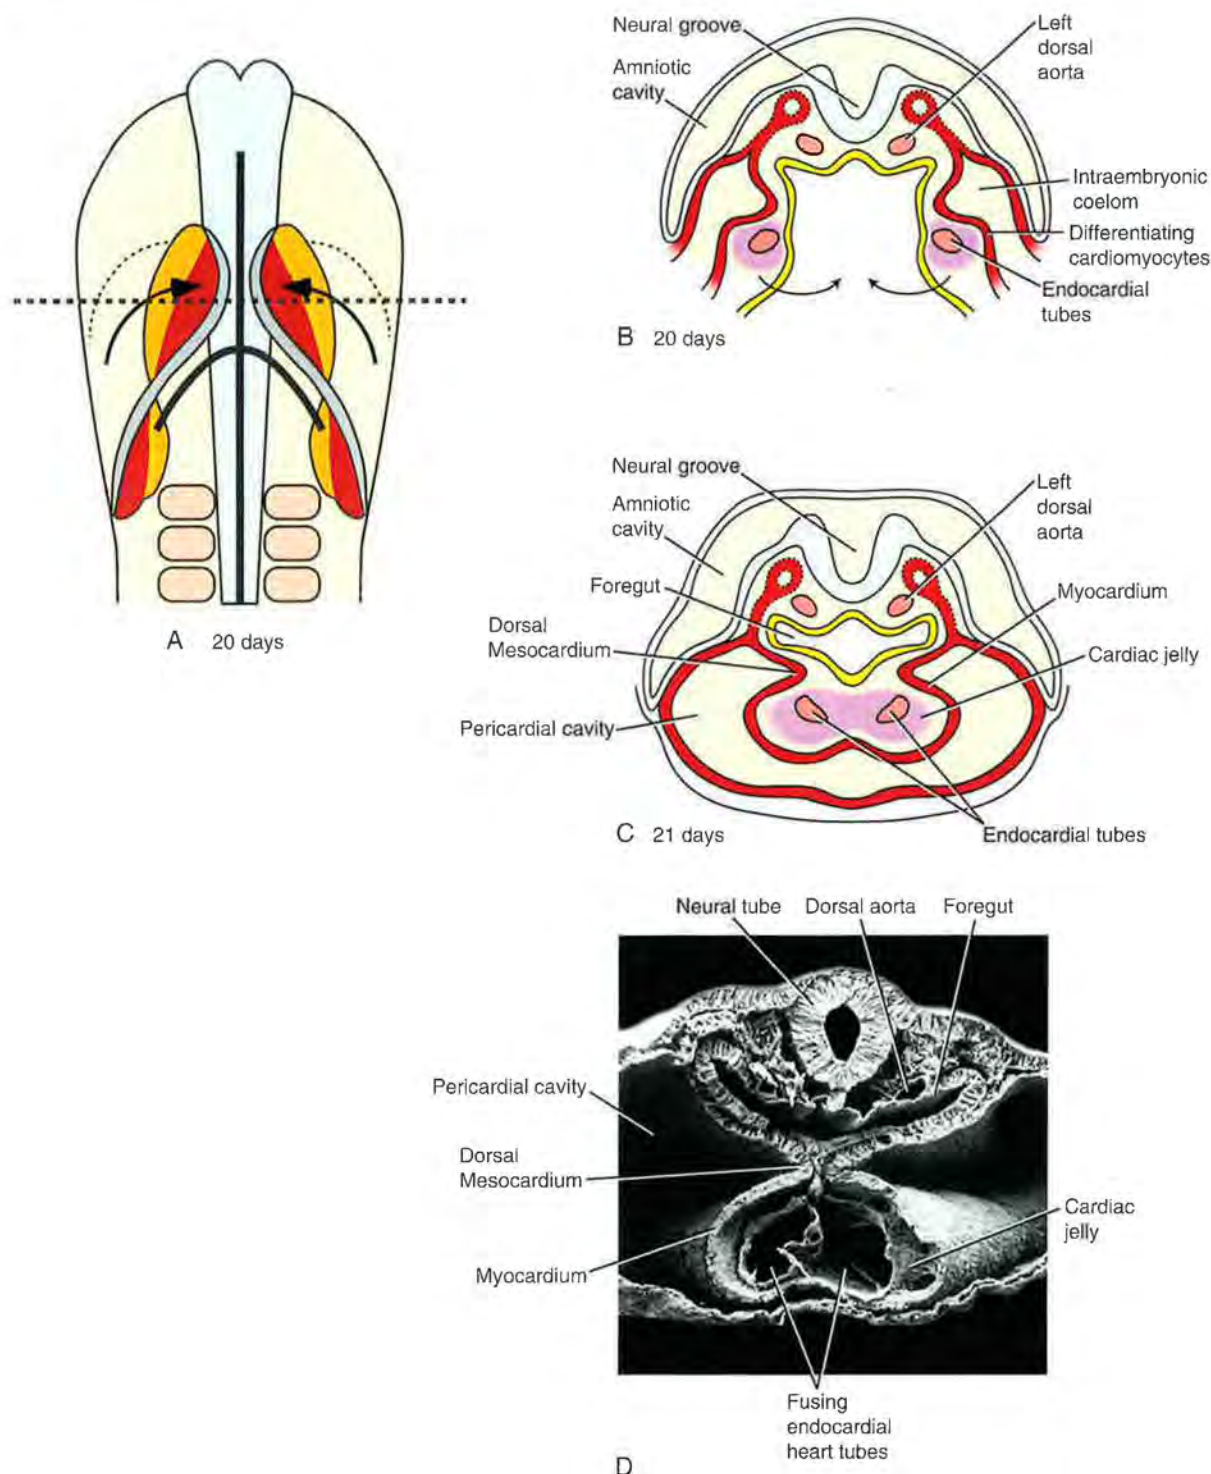 Neural groove
Left
dorsal
aorta
Amniotic
cavity
Intraembryonic
coelom
Differentiating
cardiomyocytes
Endocardial
tubes
B 20 days
A 20 days
Neural groove
Left
dorsal
aorta
Amniotic
cavity
Foregut
Myocardium
Dorsal
Mesocardium
Cardiac jelly
Pericardial cavity
Endocardial tubes
C 21 days
Neural tube
Dorsal aorta
Foregut
Pericardial cavity
Dorsal
Mesocardium
Cardiac
jelly
Myocardium
Fusing
endocardial
heart tubes
D